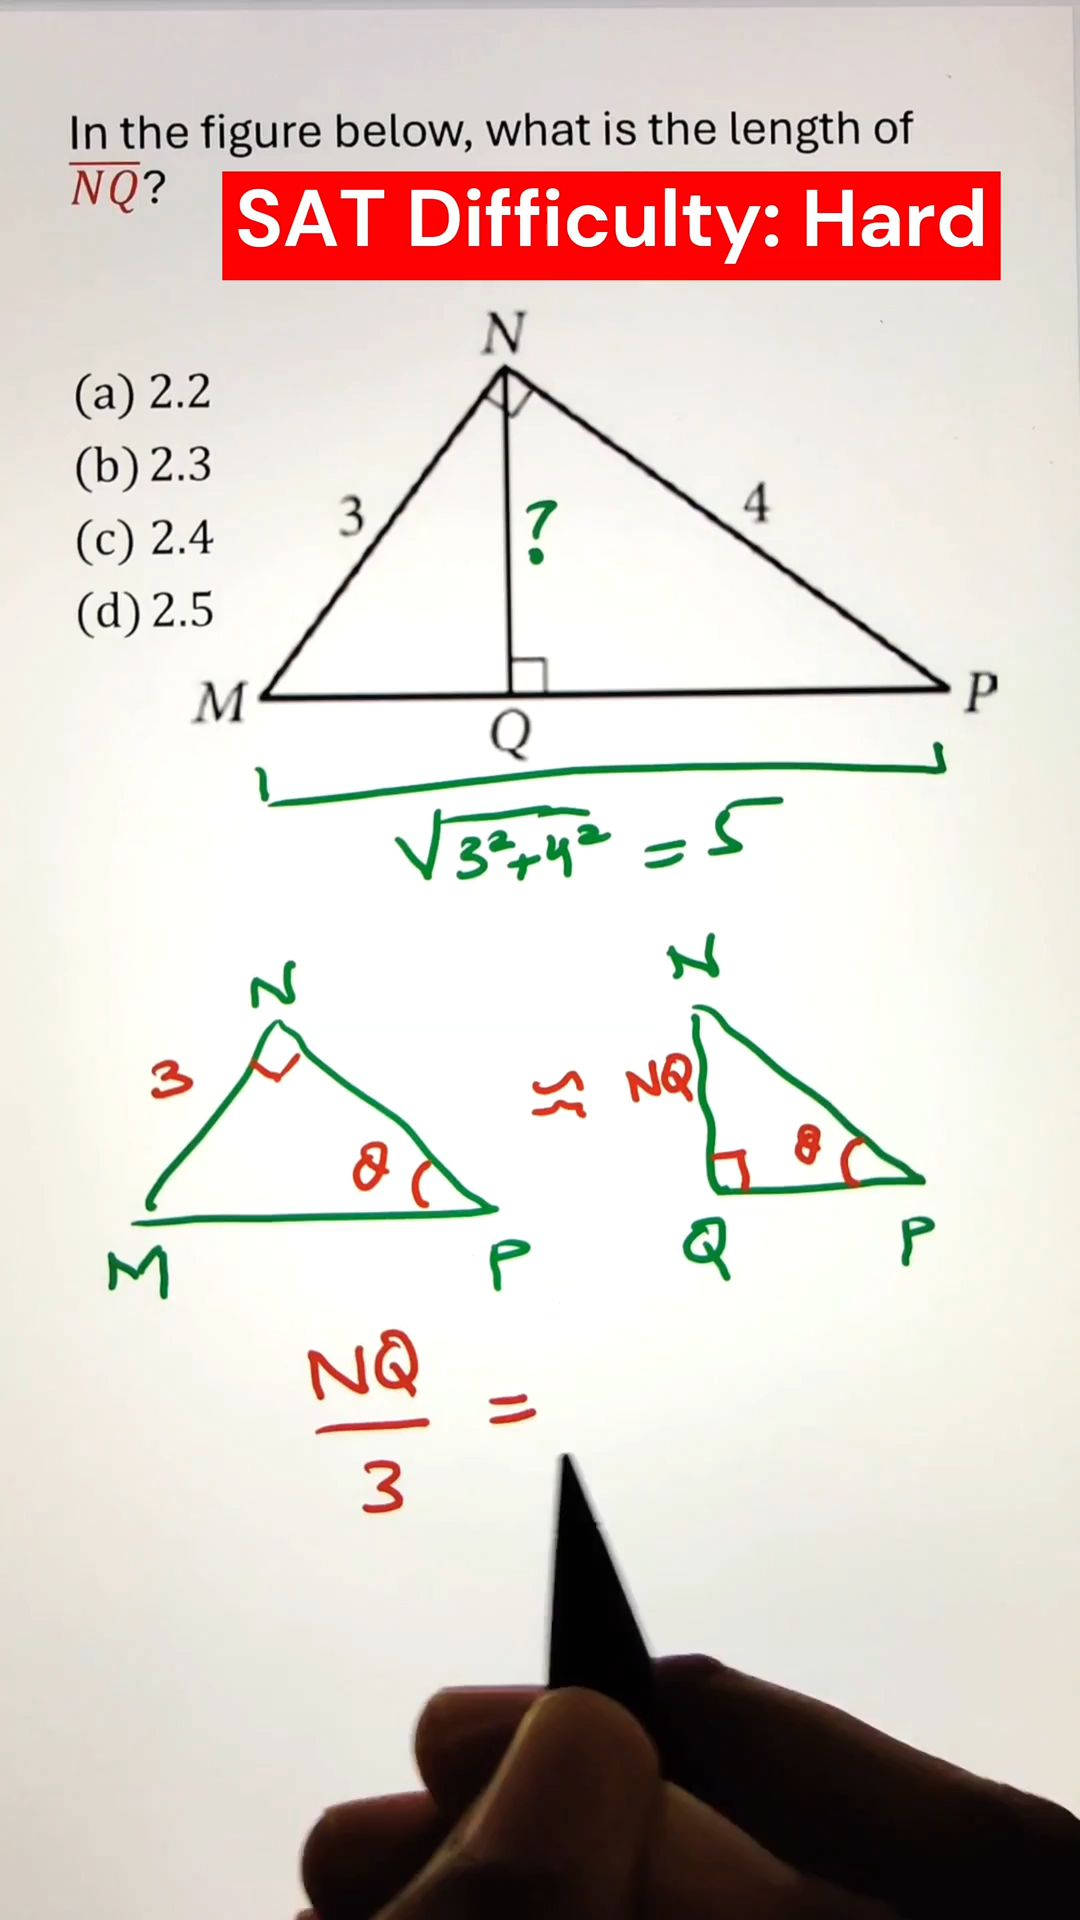 In the figure below, what is the length of
NQ?
SAT Difficulty: Hard
N
(a) 2.2
(b) 2.3
(c) 2.4
(d) 2.5
3
?
4
M
Q
P
√3²+4² = 5
N
N
3
≈
NQ
θ
θ
M
P
Q
P
NQ
=
3